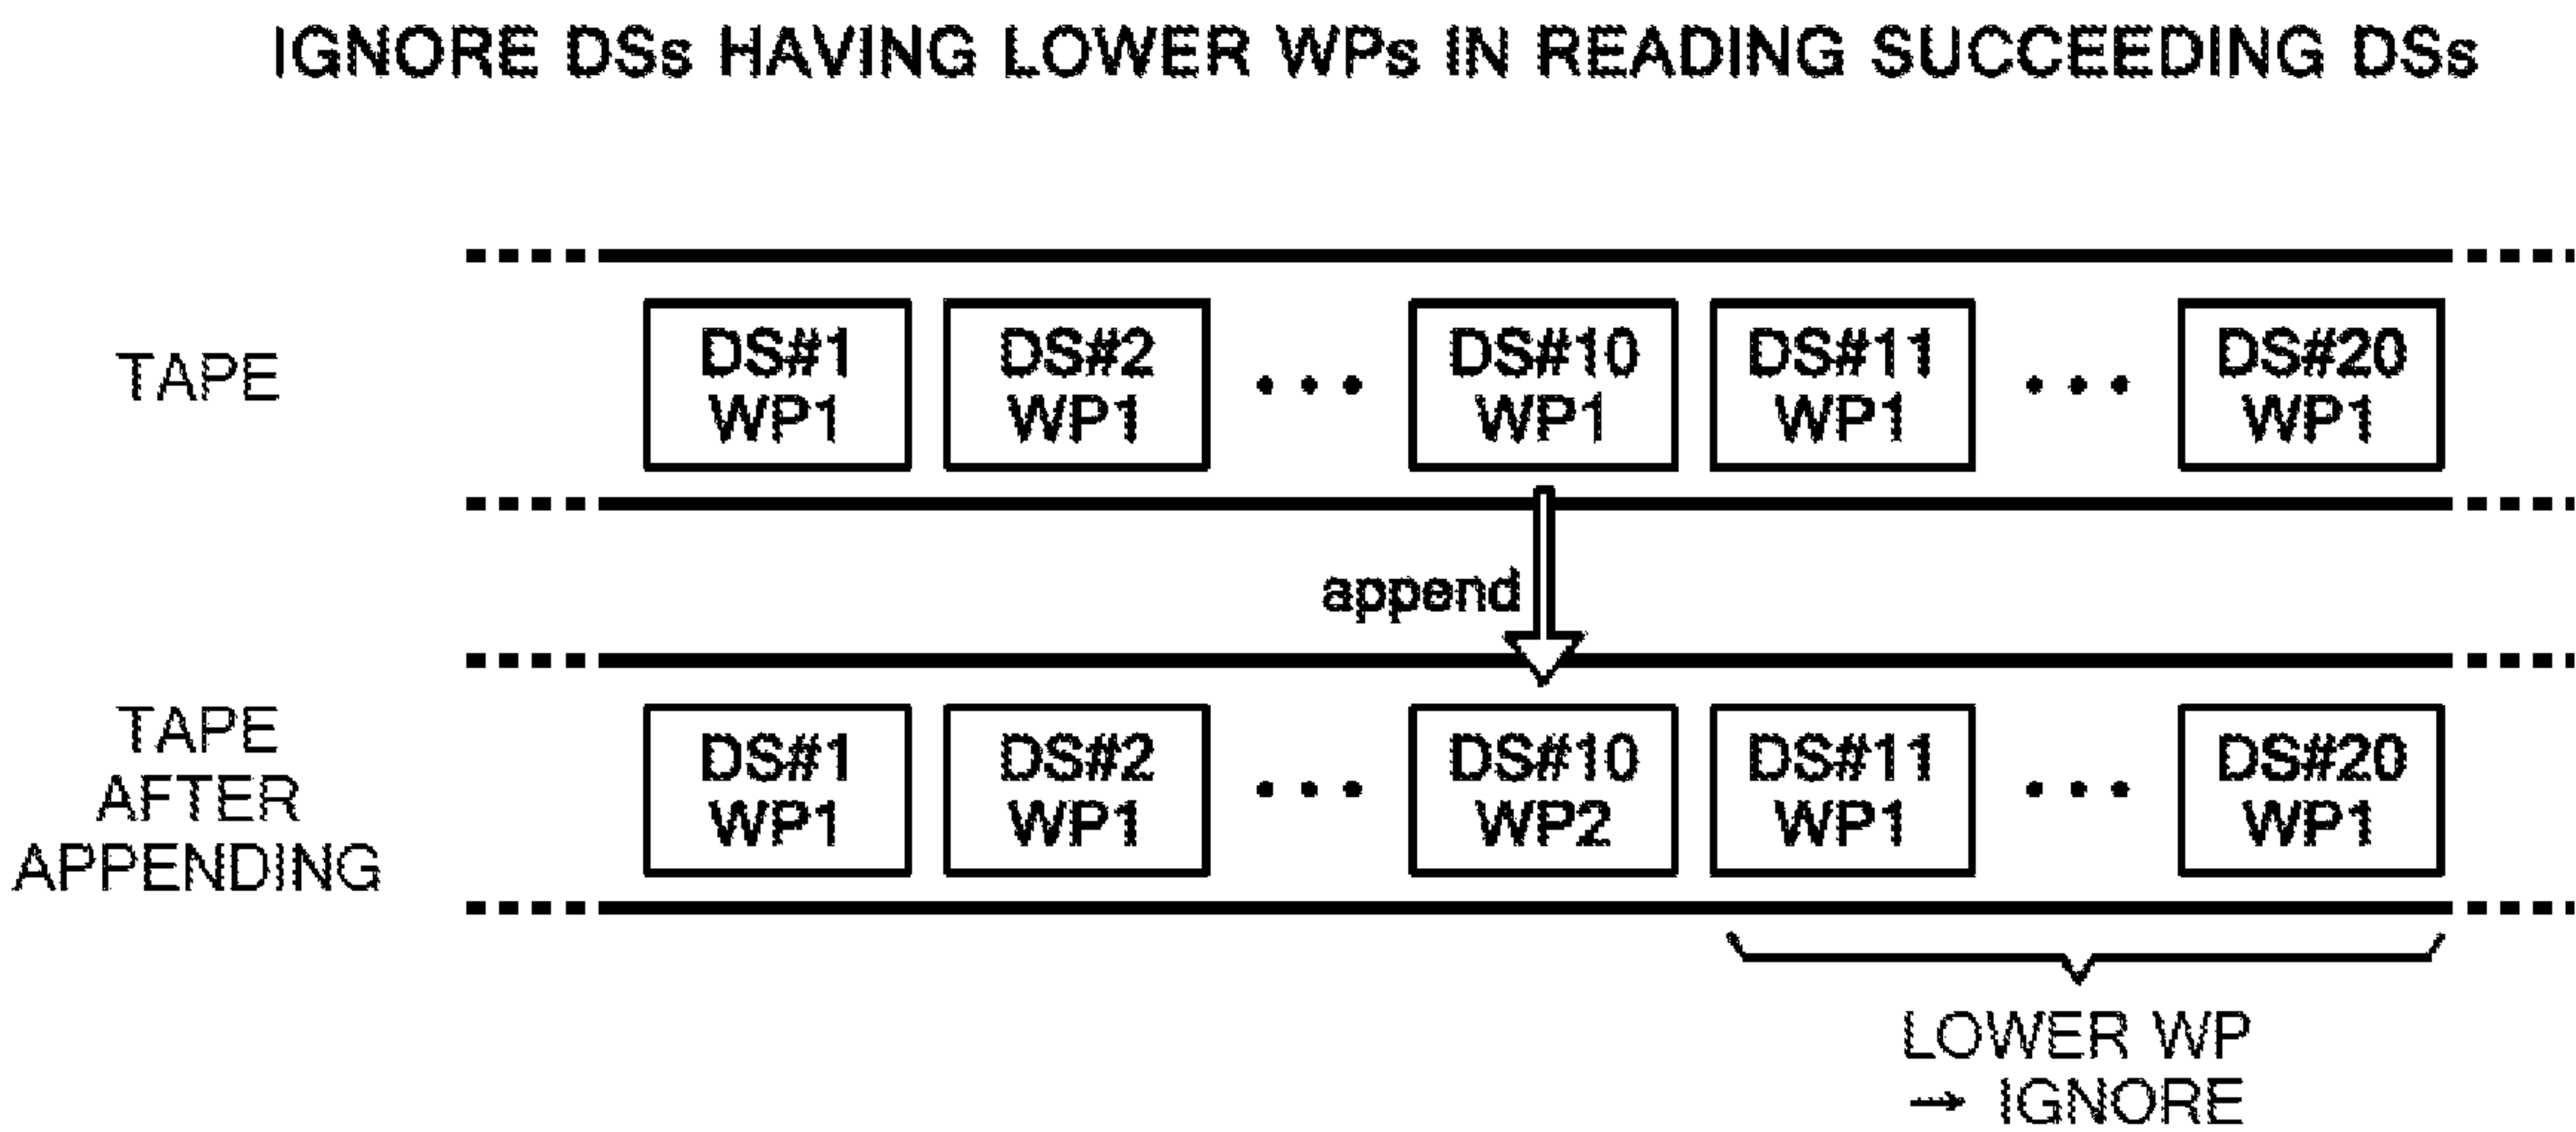 IGNORE DSs HAVING LOWER WPs IN READING SUCCEEDING DSs
TAPE
DS#1
WP1
DS#2
WP1
DS#10
WP1
DS#11
WP1
DS#20
WP1
append
TAPE
AFTER
APPENDING
DS#1
WP1
DS#2
WP1
DS#10
WP2
DS#11
WP1
DS#20
WP1
LOWER WP
→ IGNORE